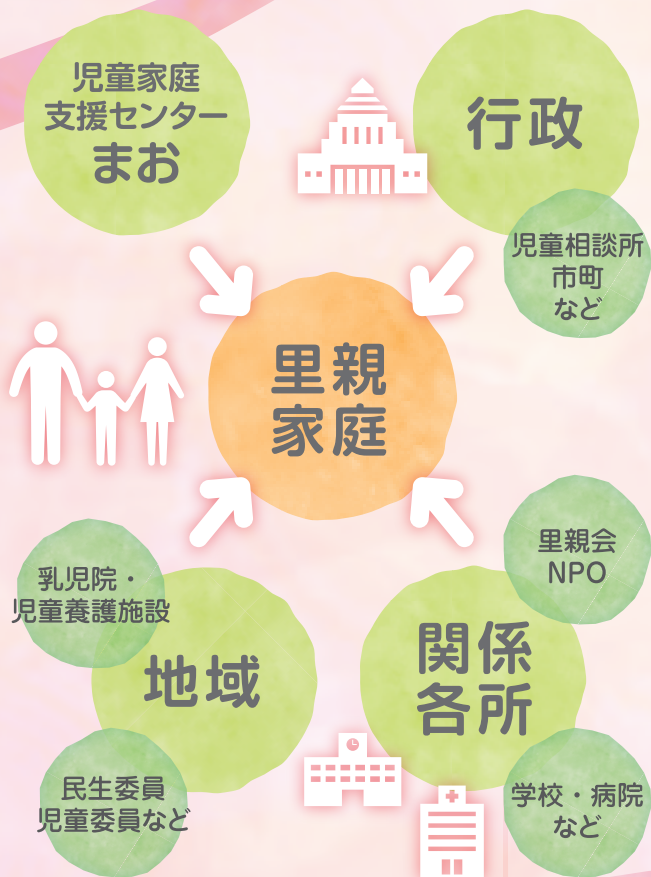 児童家庭
支援センター
まお
行政
児童相談所
市町
など
里親
家庭
里親会
NPO
乳児院・
児童養護施設
地域
関係
各所
民生委員
児童委員など
学校・病院
など